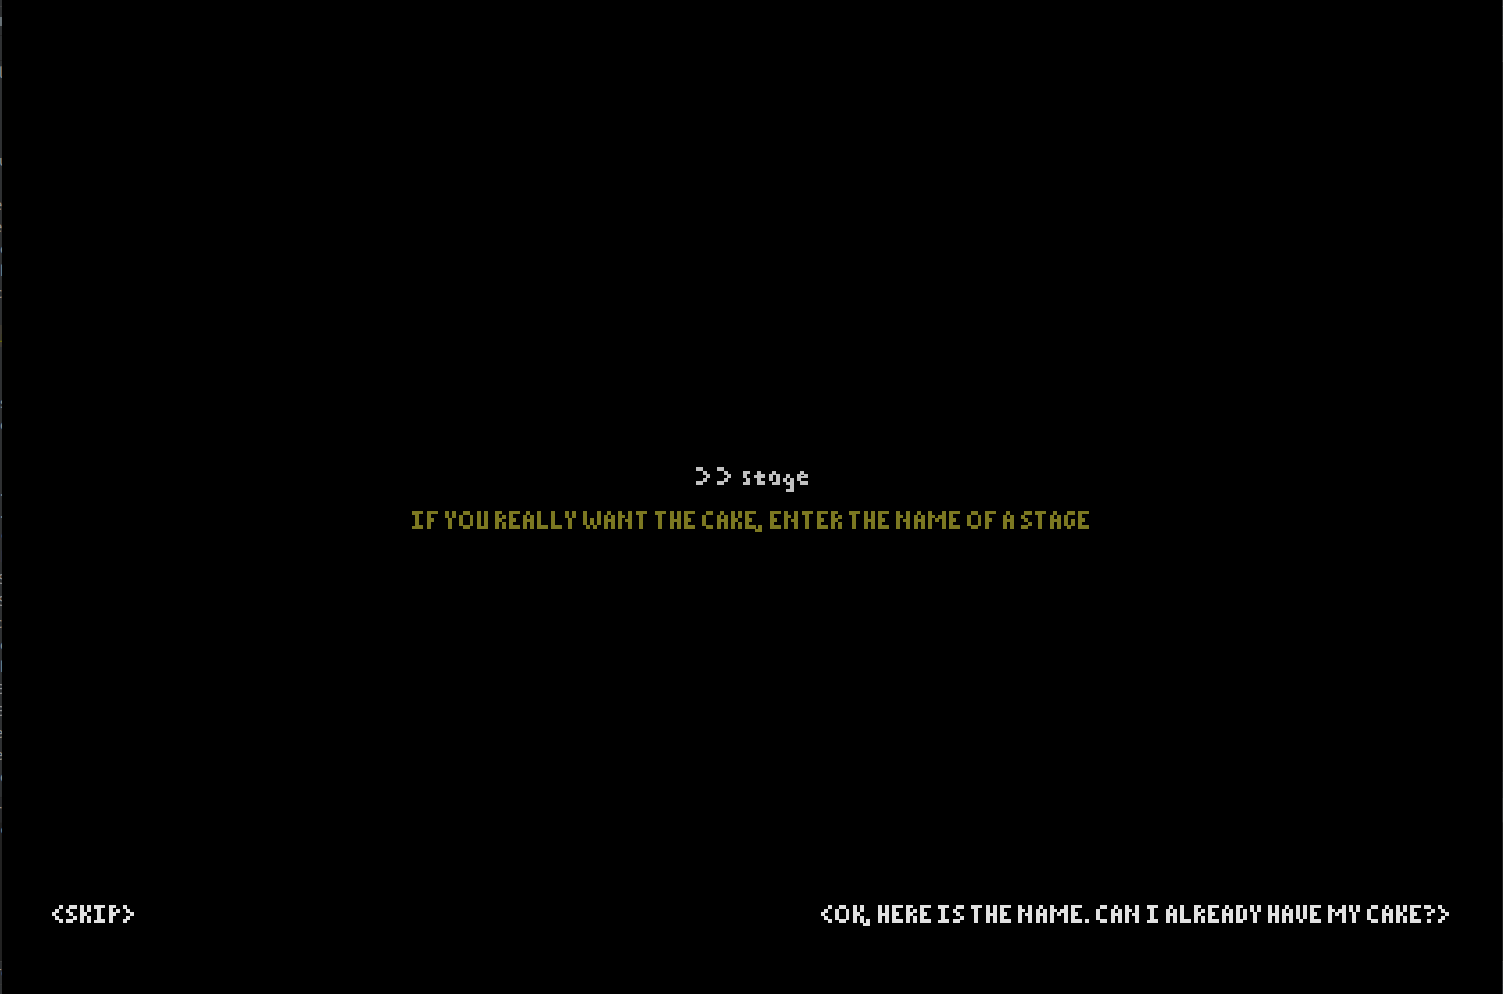 >> stage
IF YOU REALLY WANT THE CAKE, ENTER THE NAME OF A STAGE
<SKIP>
<OK, HERE IS THE NAME. CAN I ALREADY HAVE MY CAKE?>